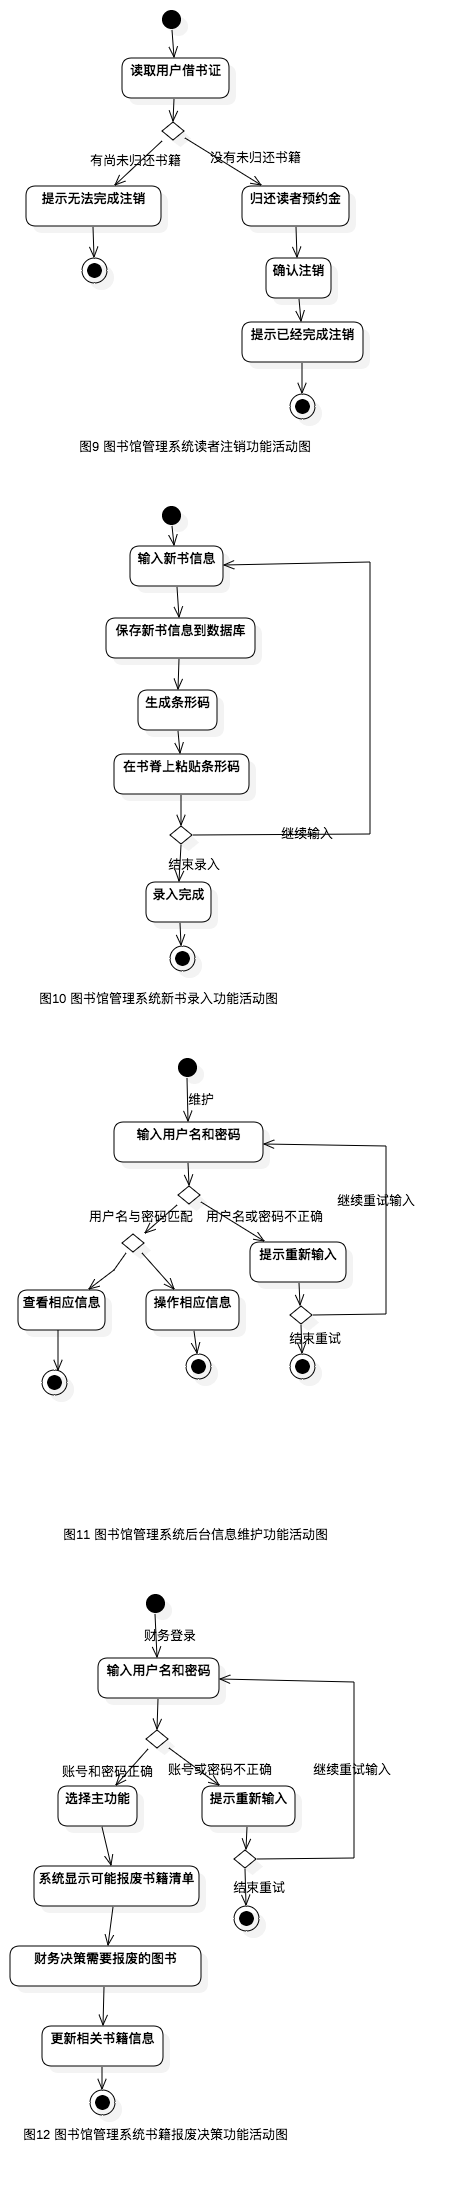 读取用户借书证
有尚未归还书籍
没有未归还书籍
提示无法完成注销
归还读者预约金
确认注销
提示已经完成注销
图9 图书馆管理系统读者注销功能活动图
输入新书信息
保存新书信息到数据库
生成条形码
在书脊上粘贴条形码
继续输入
结束录入
录入完成
图10 图书馆管理系统新书录入功能活动图
维护
输入用户名和密码
继续重试输入
用户名与密码匹配
用户名或密码不正确
提示重新输入
查看相应信息
操作相应信息
结束重试
图11 图书馆管理系统后台信息维护功能活动图
财务登录
输入用户名和密码
账号和密码正确
账号或密码不正确
继续重试输入
选择主功能
提示重新输入
系统显示可能报废书籍清单
结束重试
财务决策需要报废的图书
更新相关书籍信息
图12 图书馆管理系统书籍报废决策功能活动图